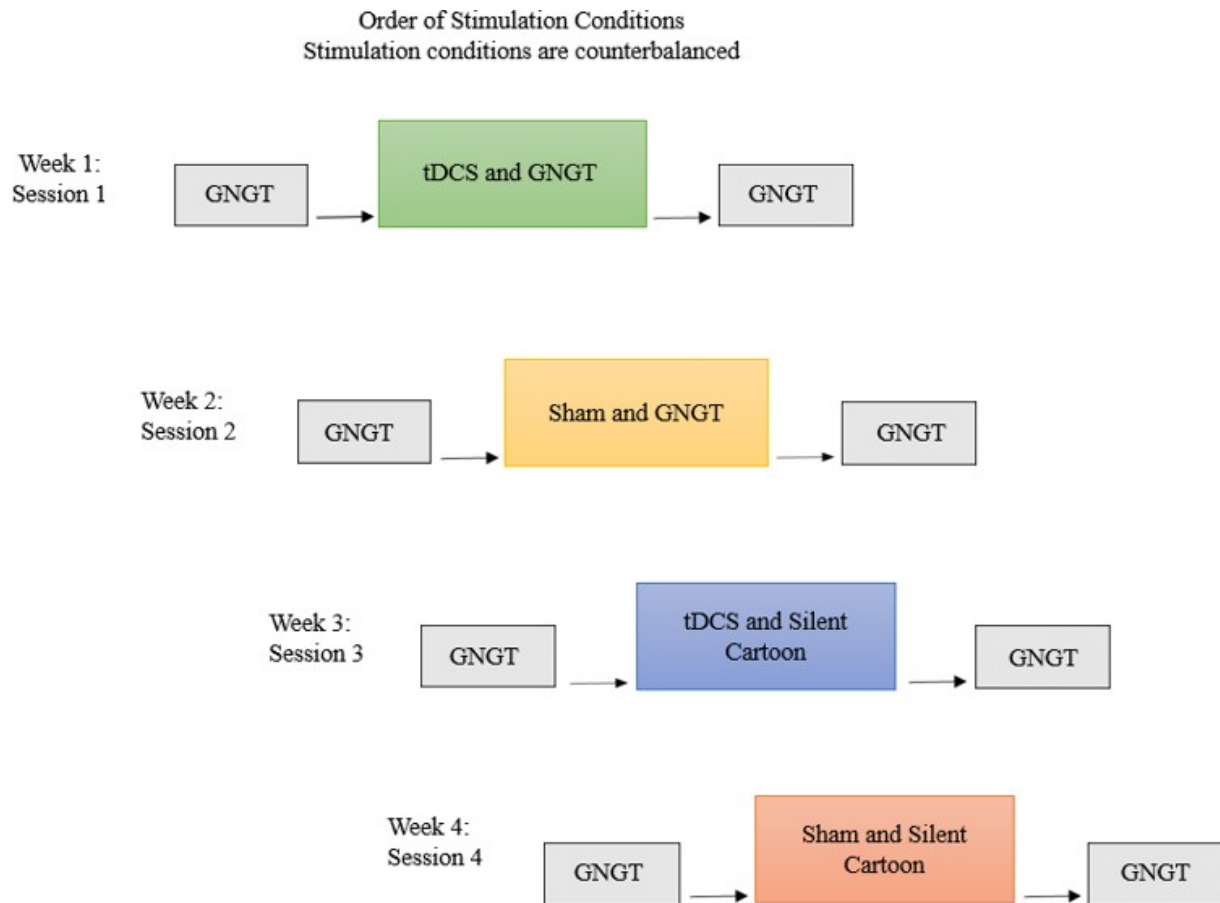 Order of Stimulation Conditions
Stimulation conditions are counterbalanced
Week 1:
Session 1
GNGT
tDCS and GNGT
GNGT
Week 2:
Session 2
GNGT
Sham and GNGT
GNGT
Week 3:
Session 3
GNGT
tDCS and Silent
Cartoon
GNGT
Week 4:
Session 4
GNGT
Sham and Silent
Cartoon
GNGT